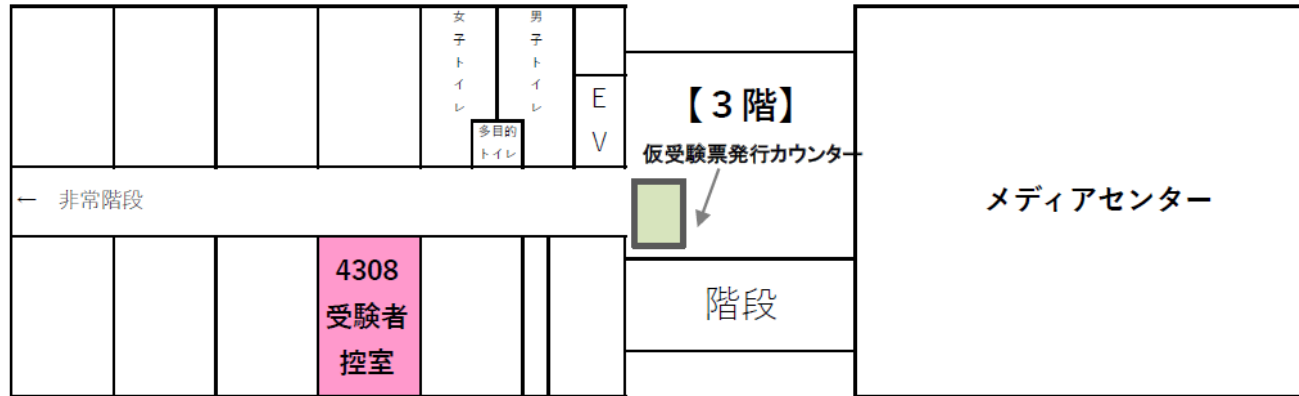 女子トイレ
男子トイレ
多目的
トイレ
EV
【３階】
仮受験票発行カウンター
← 非常階段
メディアセンター
4308
受験者
控室
階段